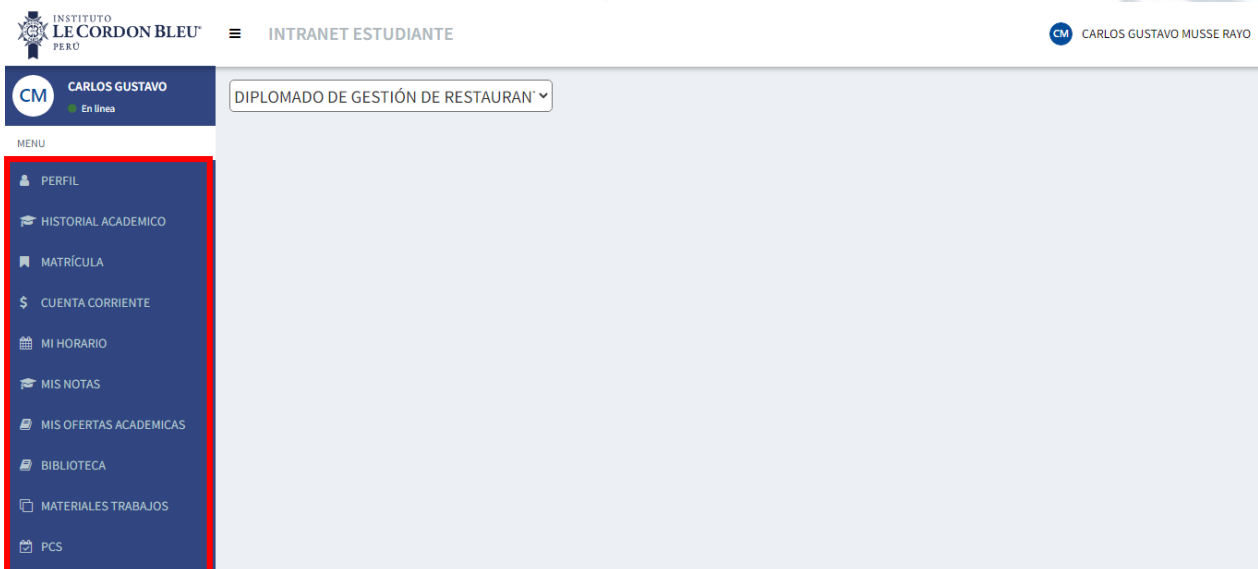 INSTITUTO
LE CORDON BLEU®
PERÚ
INTRANET ESTUDIANTE
CM CARLOS GUSTAVO MUSSE RAYO
CM CARLOS GUSTAVO
En línea
DIPLOMADO DE GESTIÓN DE RESTAURAN
MENU
PERFIL
HISTORIAL ACADEMICO
MATRÍCULA
$ CUENTA CORRIENTE
MI HORARIO
MIS NOTAS
MIS OFERTAS ACADEMICAS
BIBLIOTECA
MATERIALES TRABAJOS
PCS